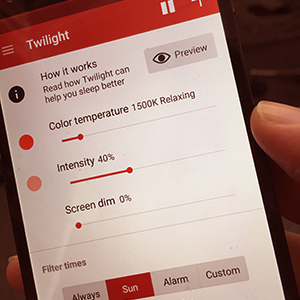 Twilight
How it works
Read how Twilight can
help you sleep better
Preview
Color temperature 1500K Relaxing
Intensity 40%
Screen dim 0%
Filter times
Always
Sun
Alarm
Custom